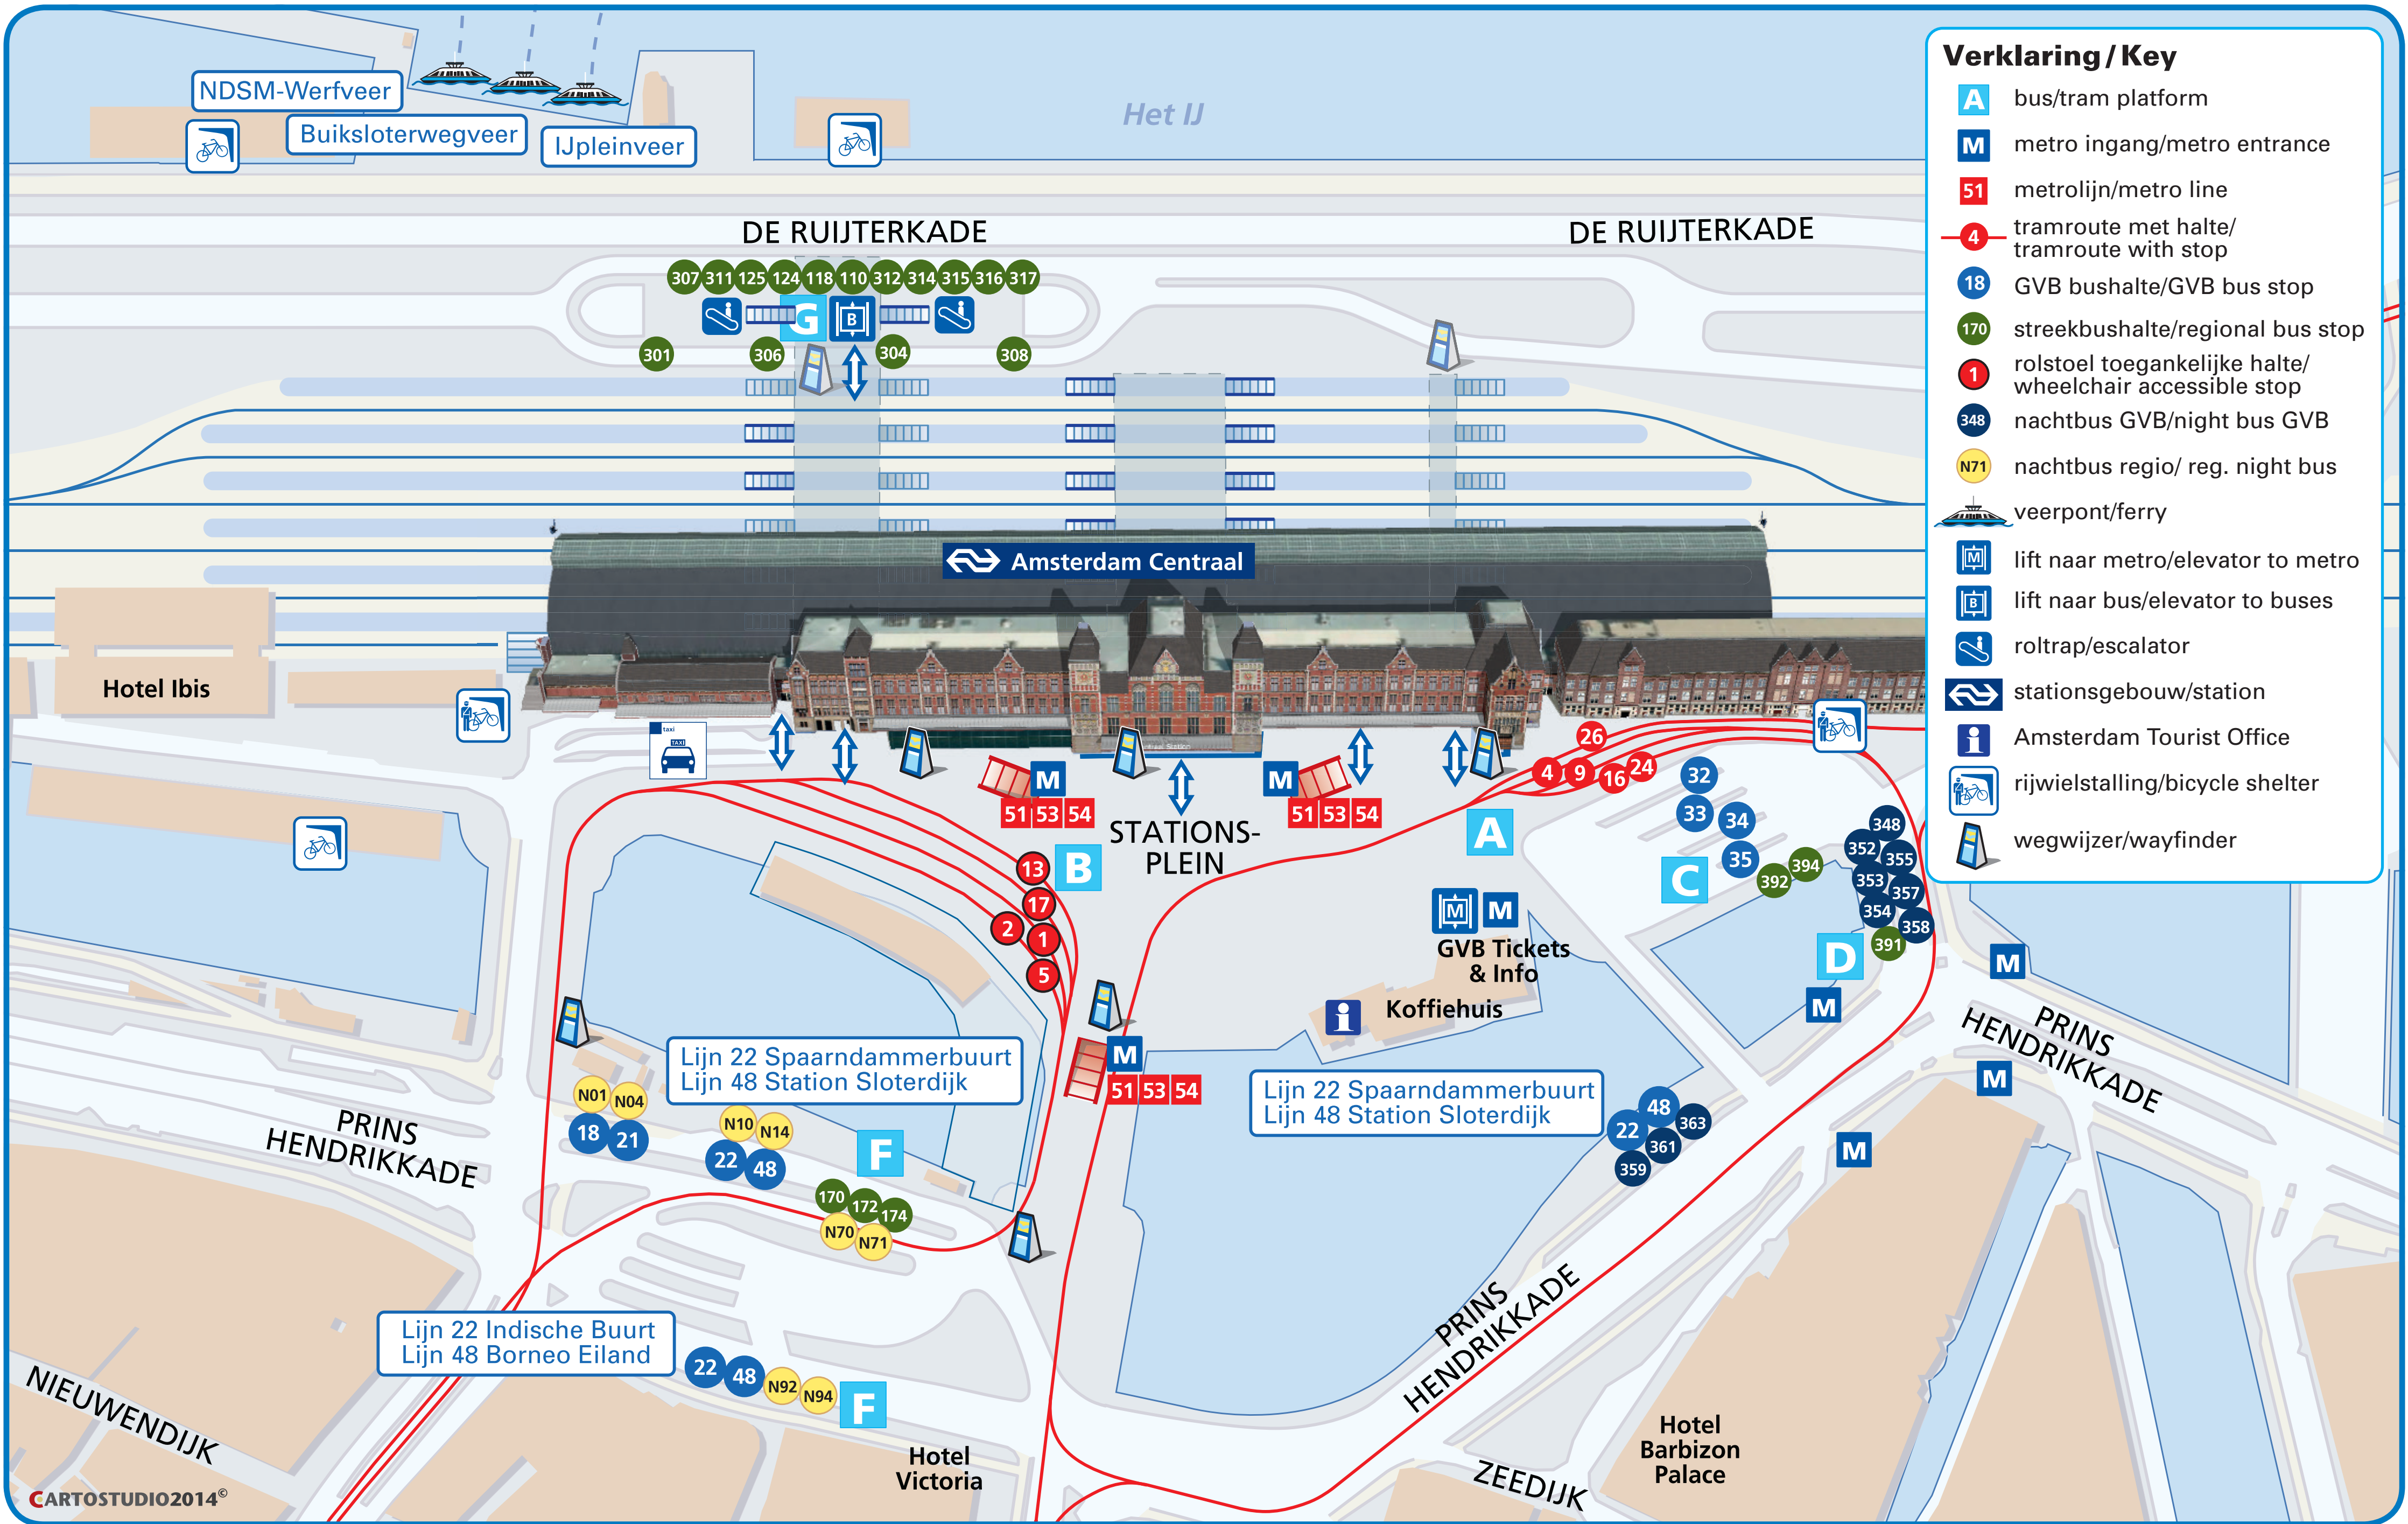 NDSM-Werfveer
Buiksloterwegveer
IJpleinveer
Het IJ
DE RUIJTERKADE
DE RUIJTERKADE
307 311 125 124 118 110 312 314 315 316 317
G
B
301
306
304
308
Amsterdam Centraal
Hotel Ibis
taxi
TAXI
M
51 53 54
STATIONS-
PLEIN
M
51 53 54
26
4
9
16
24
A
B
13
17
2
1
5
32
33
34
35
C
392
394
348
352
355
353
357
354
358
391
D
M
M
M
M
M
M
GVB Tickets
& Info
Koffiehuis
i
M
51 53 54
Lijn 22 Spaarndammerbuurt
Lijn 48 Station Sloterdijk
Lijn 22 Spaarndammerbuurt
Lijn 48 Station Sloterdijk
48
22
363
361
359
N01
N04
18
21
N10
N14
22
48
F
170
172
174
N70
N71
PRINS
HENDRIKKADE
PRINS
HENDRIKKADE
PRINS
HENDRIKKADE
Lijn 22 Indische Buurt
Lijn 48 Borneo Eiland
22
48
N92
N94
F
NIEUWENDIJK
Hotel
Victoria
ZEEDIJK
Hotel
Barbizon
Palace
CARTOSTUDIO2014©
Verklaring/Key
A bus/tram platform
M metro ingang/metro entrance
51 metrolijn/metro line
4 tramroute met halte/
tramroute with stop
18 GVB bushalte/GVB bus stop
170 streekbushalte/regional bus stop
1 rolstoel toegankelijke halte/
wheelchair accessible stop
348 nachtbus GVB/night bus GVB
N71 nachtbus regio/ reg. night bus
veerpont/ferry
M lift naar metro/elevator to metro
B lift naar bus/elevator to buses
roltrap/escalator
stationsgebouw/station
i Amsterdam Tourist Office
rijwielstalling/bicycle shelter
wegwijzer/wayfinder